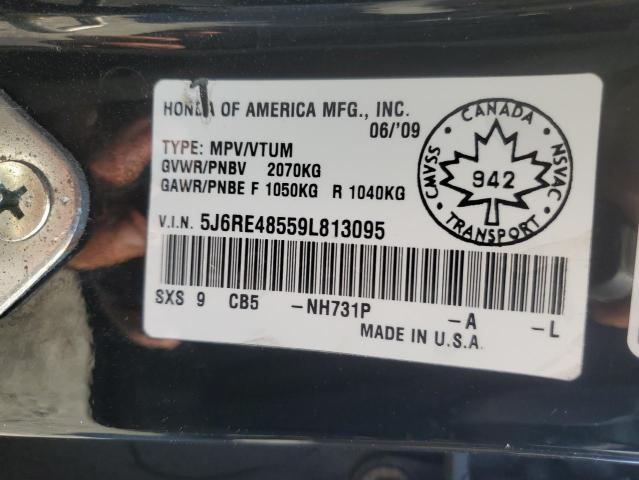 HONDA OF AMERICA MFG., INC.
06/'09
TYPE: MPV/VTUM
GVWR/PNBV 2070KG
GAWR/PNBE F 1050KG R 1040KG
V.I.N. 5J6RE48559L813095
SXS 9 CB5 -NH731P -A -L
MADE IN U.S.A.
CANADA
CMVSS
942
NSVAC
TRANSPORT